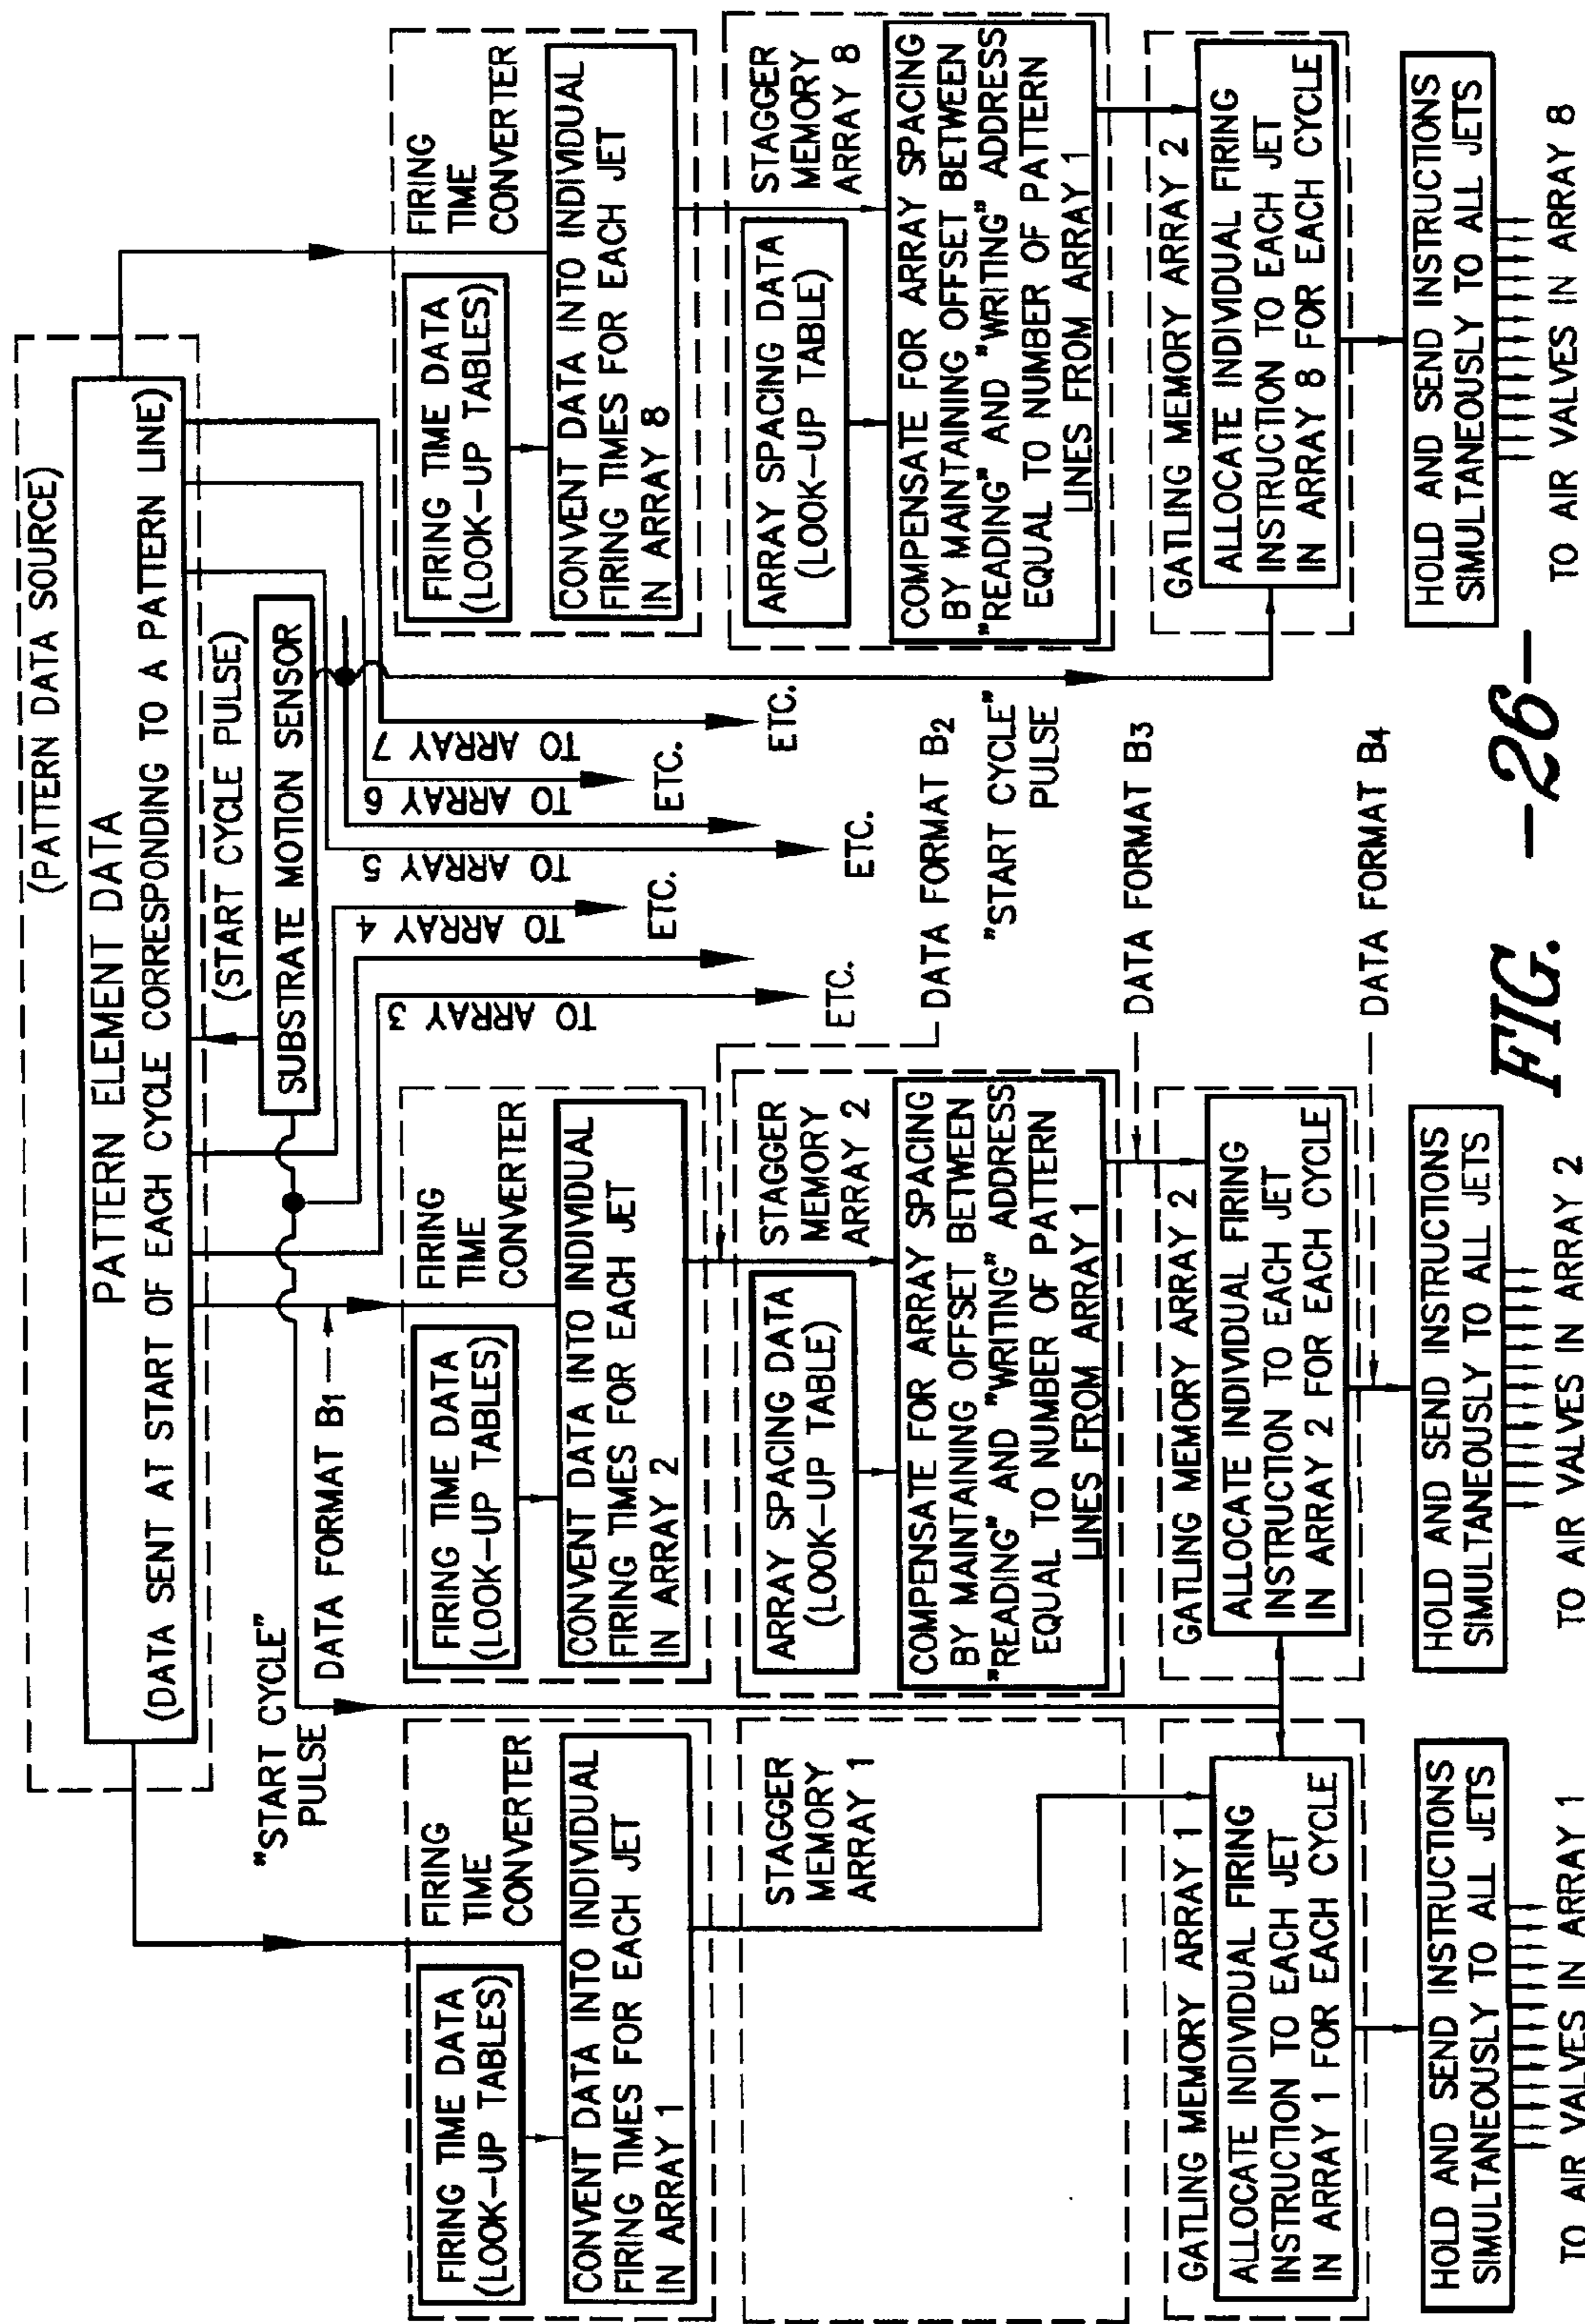 (PATTERN DATA SOURCE)
PATTERN ELEMENT DATA
(DATA SENT AT START OF EACH CYCLE CORRESPONDING TO A PATTERN LINE)
(START CYCLE PULSE)
SUBSTRATE MOTION SENSOR
"START CYCLE"
PULSE
DATA FORMAT B1
TO ARRAY 3
ETC.
TO ARRAY 4
ETC.
TO ARRAY 5
ETC.
TO ARRAY 6
ETC.
TO ARRAY 7
ETC.
FIRING
TIME
CONVERTER
FIRING TIME DATA
(LOOK-UP TABLES)
CONVENT DATA INTO INDIVIDUAL
FIRING TIMES FOR EACH JET
IN ARRAY 1
STAGGER
MEMORY
ARRAY 1
GATLING MEMORY ARRAY 1
ALLOCATE INDIVIDUAL FIRING
INSTRUCTION TO EACH JET
IN ARRAY 1 FOR EACH CYCLE
HOLD AND SEND INSTRUCTIONS
SIMULTANEOUSLY TO ALL JETS
TO AIR VALVES IN ARRAY 1
FIRING
TIME
CONVERTER
FIRING TIME DATA
(LOOK-UP TABLES)
CONVENT DATA INTO INDIVIDUAL
FIRING TIMES FOR EACH JET
IN ARRAY 2
DATA FORMAT B2
STAGGER
MEMORY
ARRAY 2
ARRAY SPACING DATA
(LOOK-UP TABLE)
COMPENSATE FOR ARRAY SPACING
BY MAINTAINING OFFSET BETWEEN
"READING" AND "WRITING" ADDRESS
EQUAL TO NUMBER OF PATTERN
LINES FROM ARRAY 1
DATA FORMAT B3
GATLING MEMORY ARRAY 2
ALLOCATE INDIVIDUAL FIRING
INSTRUCTION TO EACH JET
IN ARRAY 2 FOR EACH CYCLE
DATA FORMAT B4
HOLD AND SEND INSTRUCTIONS
SIMULTANEOUSLY TO ALL JETS
TO AIR VALVES IN ARRAY 2
"START CYCLE"
PULSE
FIRING
TIME
CONVERTER
FIRING TIME DATA
(LOOK-UP TABLES)
CONVENT DATA INTO INDIVIDUAL
FIRING TIMES FOR EACH JET
IN ARRAY 8
STAGGER
MEMORY
ARRAY 8
ARRAY SPACING DATA
(LOOK-UP TABLE)
COMPENSATE FOR ARRAY SPACING
BY MAINTAINING OFFSET BETWEEN
"READING" AND "WRITING" ADDRESS
EQUAL TO NUMBER OF PATTERN
LINES FROM ARRAY 1
GATLING MEMORY ARRAY 2
ALLOCATE INDIVIDUAL FIRING
INSTRUCTION TO EACH JET
IN ARRAY 8 FOR EACH CYCLE
HOLD AND SEND INSTRUCTIONS
SIMULTANEOUSLY TO ALL JETS
TO AIR VALVES IN ARRAY 8
FIG. -26-